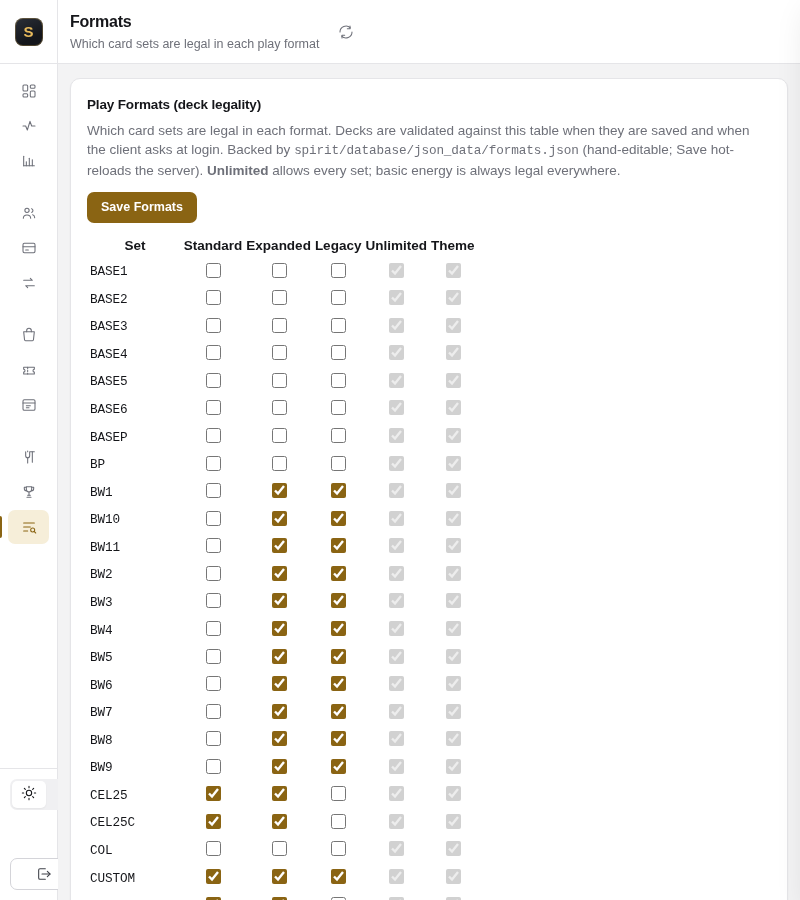 S
Formats
Which card sets are legal in each play format
Play Formats (deck legality)
Which card sets are legal in each format. Decks are validated against this table when they are saved and when
the client asks at login. Backed by spirit/database/json_data/formats.json (hand-editable; Save hot-
reloads the server). Unlimited allows every set; basic energy is always legal everywhere.
Save Formats
Set Standard Expanded Legacy Unlimited Theme
BASE1
BASE2
BASE3
BASE4
BASE5
BASE6
BASEP
BP
BW1
BW10
BW11
BW2
BW3
BW4
BW5
BW6
BW7
BW8
BW9
CEL25
CEL25C
COL
CUSTOM